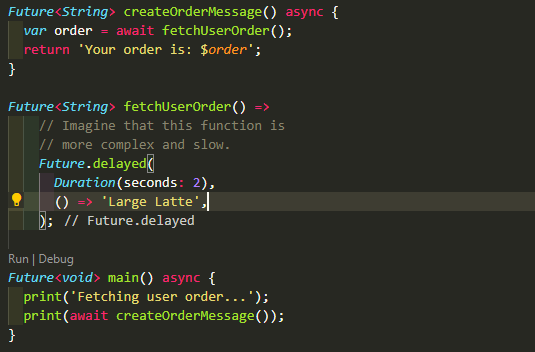 Future<String> createOrderMessage() async {
  var order = await fetchUserOrder();
  return 'Your order is: $order';
}

Future<String> fetchUserOrder() =>
    // Imagine that this function is
    // more complex and slow.
    Future.delayed(
      Duration(seconds: 2),
      () => 'Large Latte',
    ); // Future.delayed

Run | Debug
Future<void> main() async {
  print('Fetching user order...');
  print(await createOrderMessage());
}